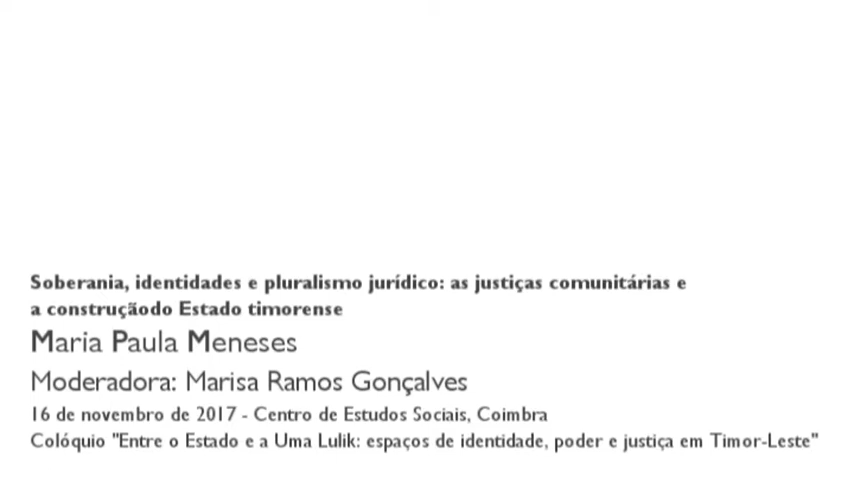 Soberania, identidades e pluralismo jurídico: as justiças comunitárias e
a construçãodo Estado timorense
Maria Paula Meneses
Moderadora: Marisa Ramos Gonçalves
16 de novembro de 2017 - Centro de Estudos Sociais, Coimbra
Colóquio "Entre o Estado e a Uma Lulik: espaços de identidade, poder e justiça em Timor-Leste"